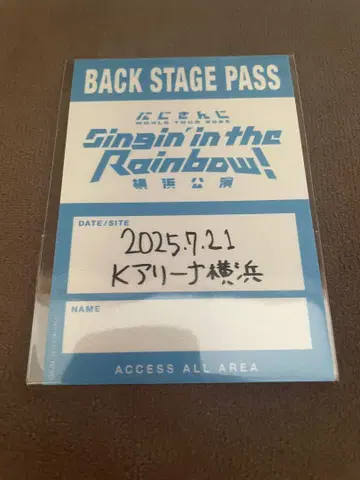 BACK STAGE PASS
にじさんじ
WORLD TOUR 2025
Singin' in the
Rainbow!
横浜公演
DATE/SITE
2025.7.21
Kアリーナ横浜
NAME
ACCESS ALL AREA